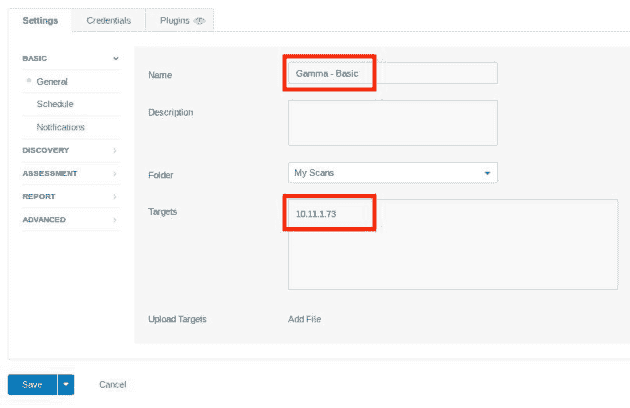 Settings Credentials Plugins
BASIC
General
Schedule
Notifications
DISCOVERY
ASSESSMENT
REPORT
ADVANCED
Name Gamma - Basic
Description
Folder My Scans
Targets 10.11.1.73
Upload Targets Add File
Save Cancel